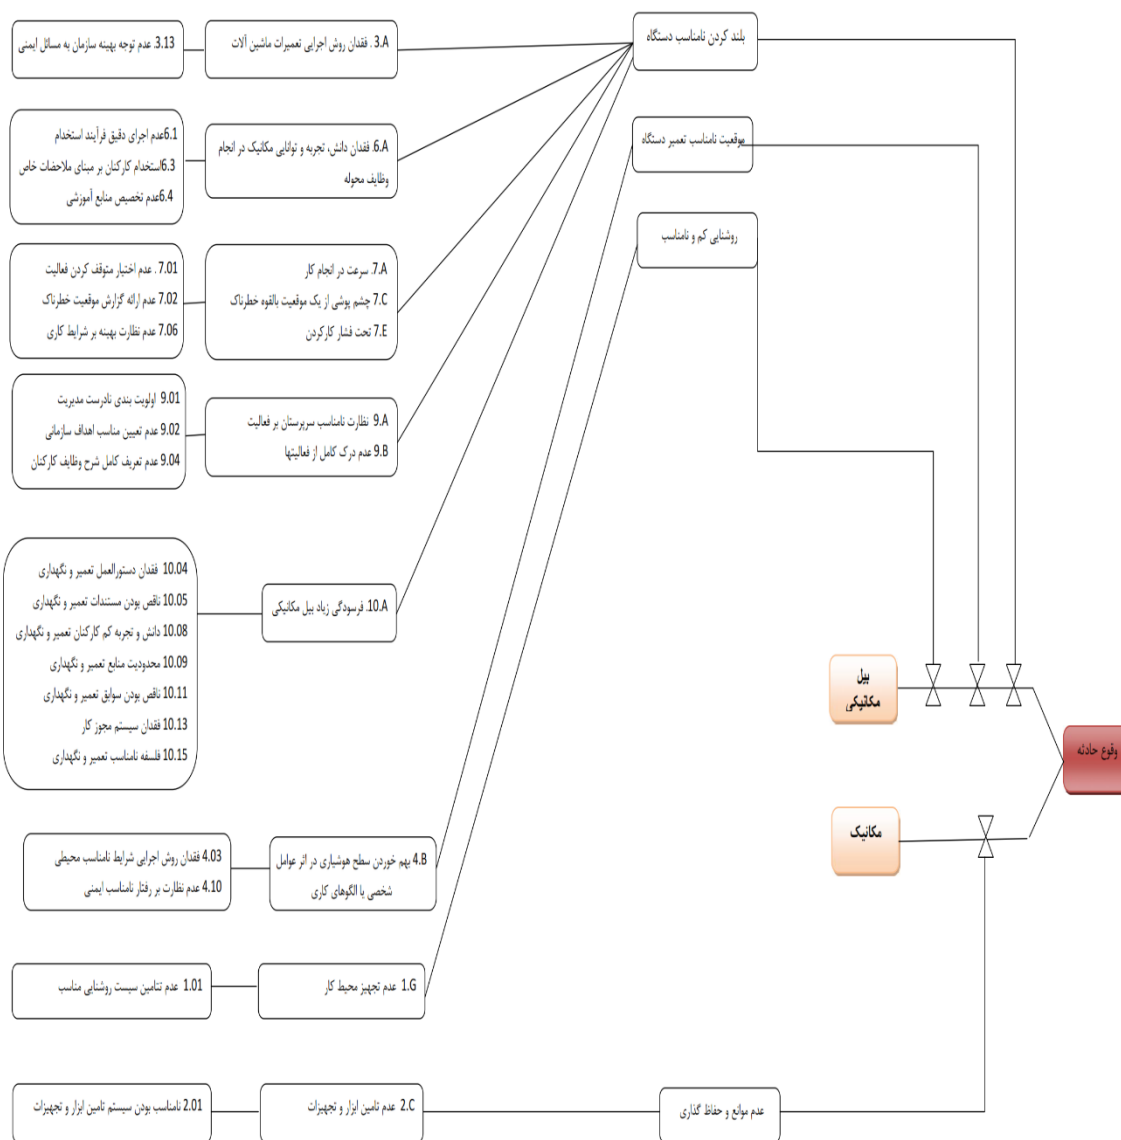 بلند کردن نامناسب دستگاه
3.A. فقدان روش اجرایی تعمیرات ماشین آلات
3.13. عدم توجه بهینه سازمان به مسائل ایمنی
موقعیت نامناسب تعمیر دستگاه
6.A. فقدان دانش، تجربه و توانایی مکانیک در انجام
وظایف محوله
6.1عدم اجرای دقیق فرآیند استخدام
6.3استخدام کارکنان بر مبنای ملاحضات خاص
6.4عدم تخصیص منابع آموزشی
روشنایی کم و نامناسب
7.A. سرعت در انجام کار
7.C چشم پوشی از یک موقعیت بالقوه خطرناک
7.E تحت فشار کارکردن
7.01 . عدم اختیار متوقف کردن فعالیت
7.02 عدم ارائه گزارش موقعیت خطرناک
7.06 عدم نظارت بهینه بر شرایط کاری
9.A نظارت نامناسب سرپرستان بر فعالیت
9.B عدم درک کامل از فعالیتها
9.01 اولویت بندی نادرست مدیریت
9.02 عدم تعیین مناسب اهداف سازمانی
9.04 عدم تعریف کامل شرح وظایف کارکنان
10.A. فرسودگی زیاد بیل مکانیکی
10.04 فقدان دستورالعمل تعمیر و نگهداری
10.05 ناقص بودن مستندات تعمیر و نگهداری
10.08 دانش و تجربه کم کارکنان تعمیر و نگهداری
10.09 محدودیت منابع تعمیر و نگهداری
10.11 ناقص بودن سوابق تعمیر و نگهداری
10.13 فقدان سیستم مجوز کار
10.15 فلسفه نامناسب تعمیر و نگهداری
بیل
مکانیکی
وقوع حادثه
مکانیک
4.B بهم خوردن سطح هوشیاری در اثر عوامل
شخصی یا الگوهای کاری
4.03 فقدان روش اجرایی شرایط نامناسب محیطی
4.10 عدم نظارت بر رفتار نامناسب ایمنی
1.G عدم تجهیز محیط کار
1.01 عدم تتامین سیست روشنایی مناسب
عدم موانع و حفاظ گذاری
2.C عدم تامین ابزار و تجهیزات
2.01 نامناسب بودن سیستم تامین ابزار و تجهیزات